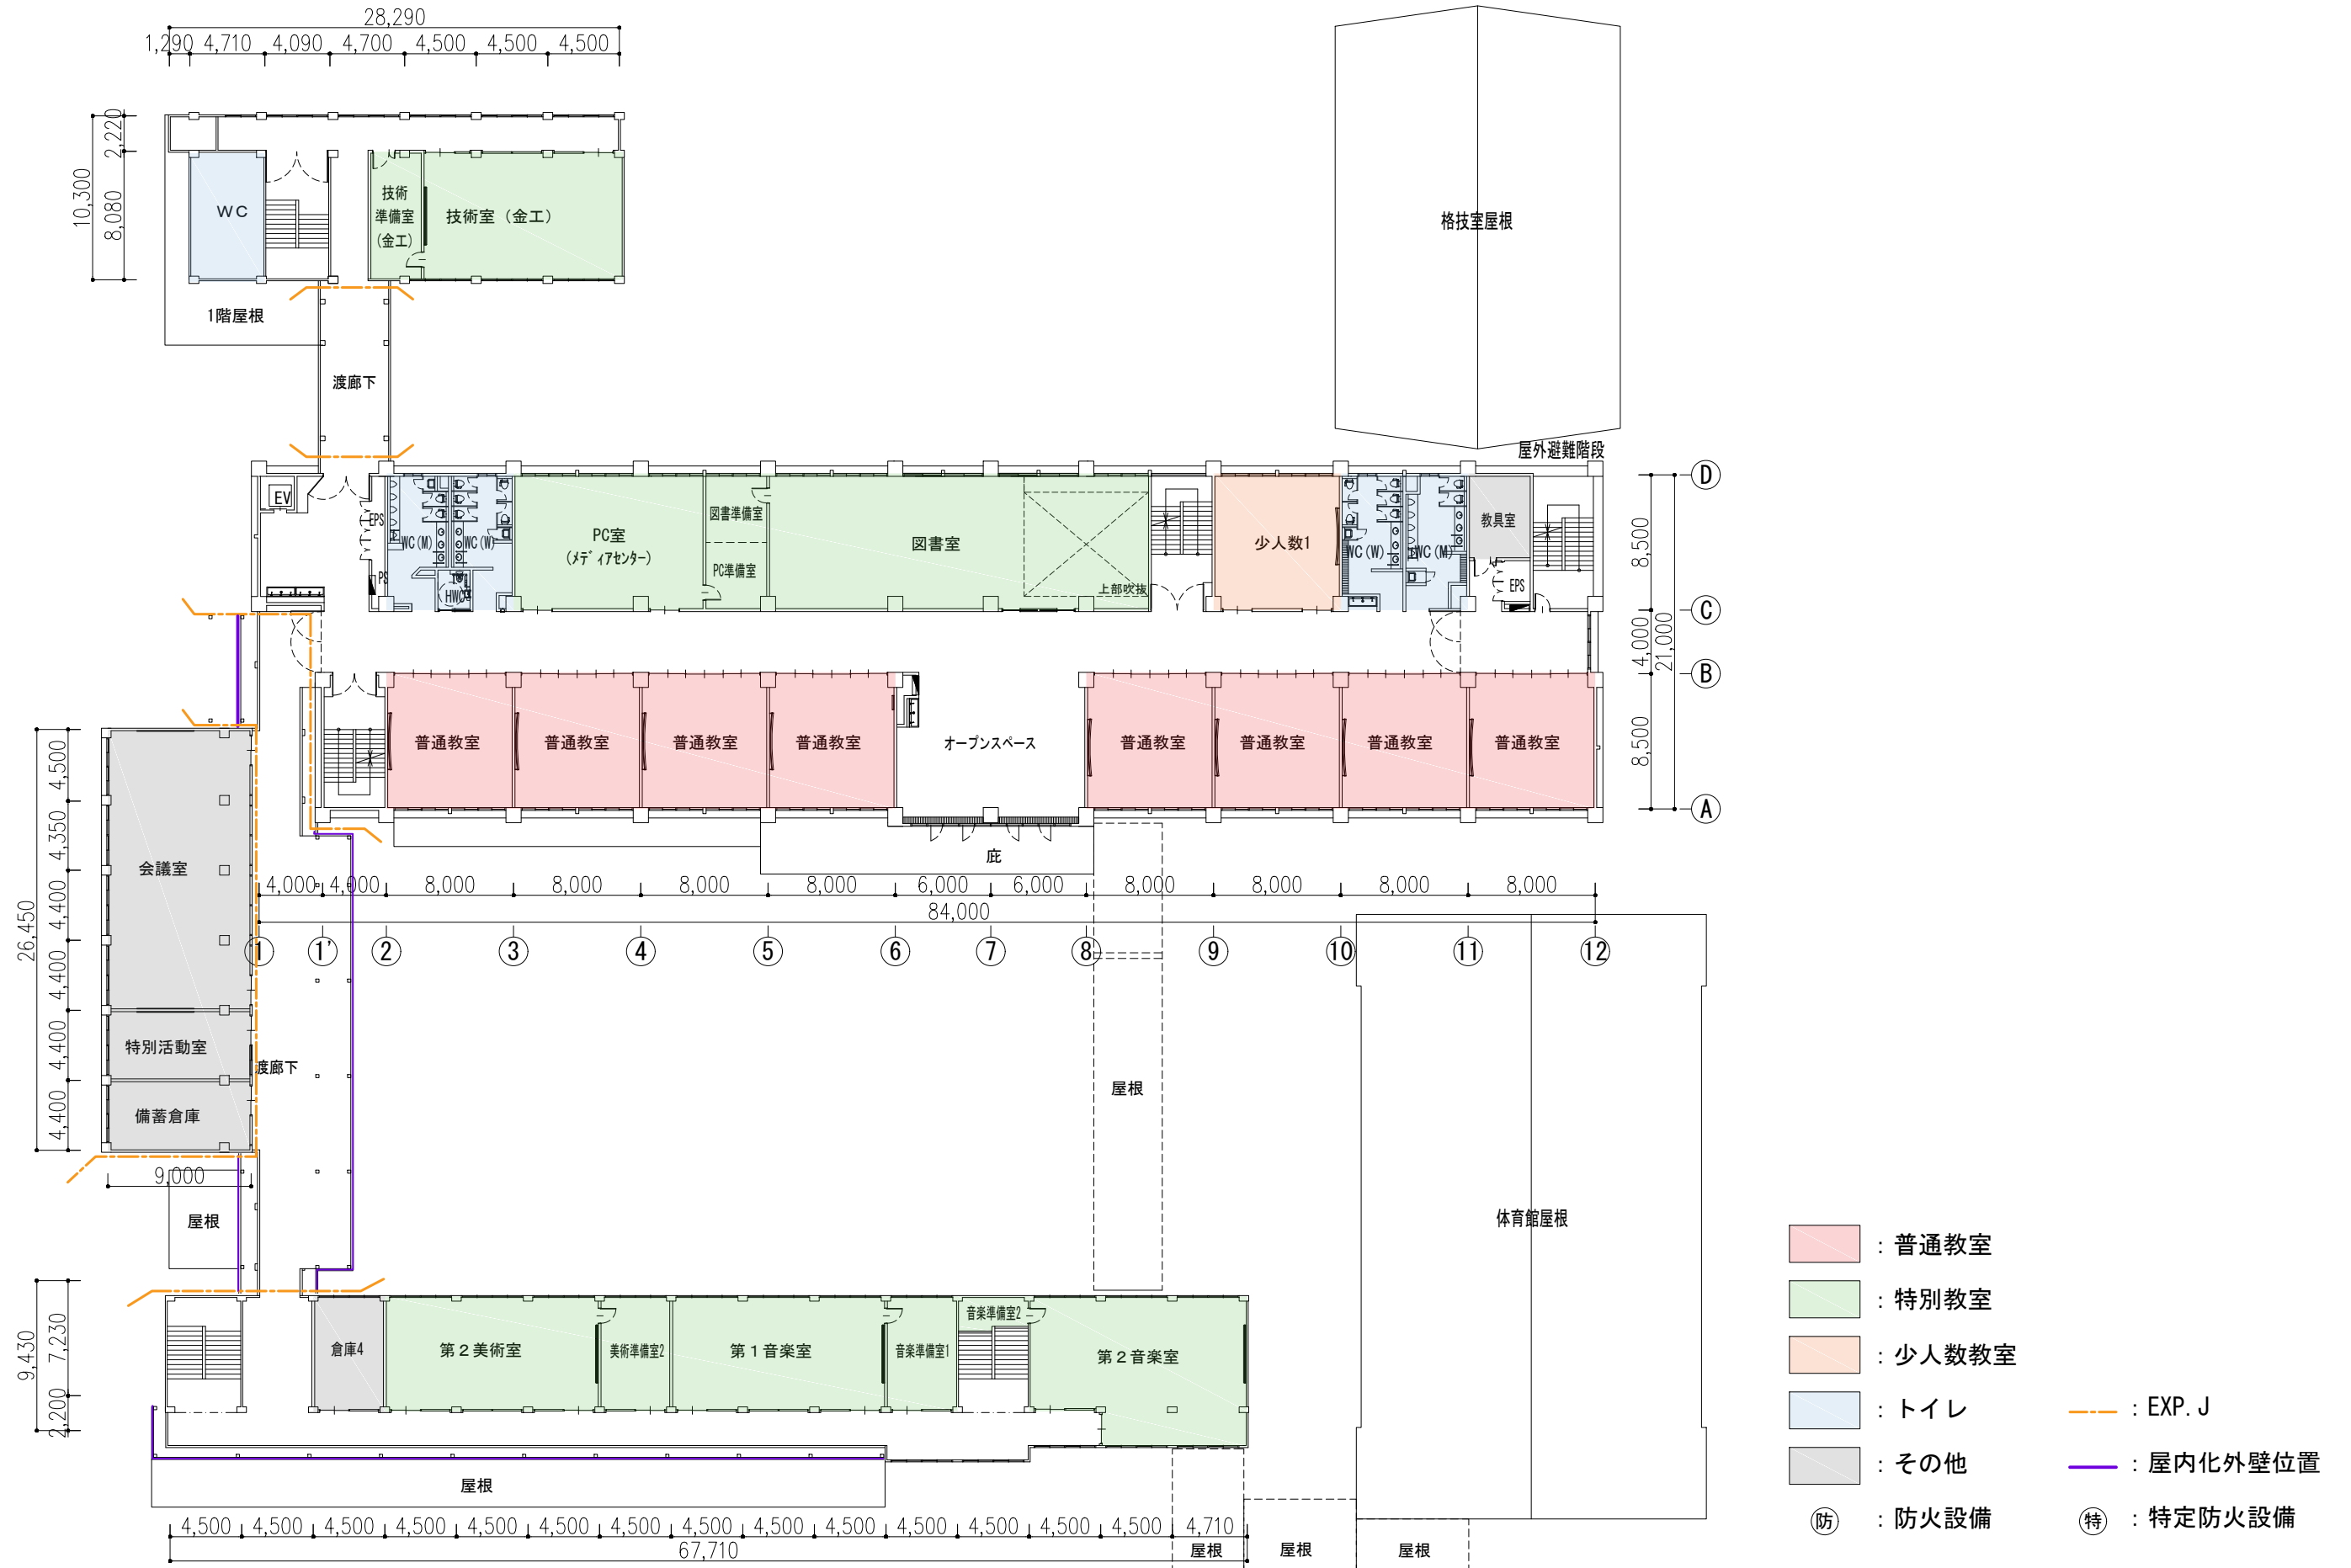 28,290
1,290 4,710 4,090 4,700 4,500 4,500 4,500
10,300
2,220
8,080
WC
技術
準備室
(金工)
技術室（金工）
1階屋根
渡廊下
格技室屋根
屋外避難階段
EV
EPS
PS
WC(M)
WC(W)
HWC
PC室
(ﾒﾃﾞｨｱｾﾝﾀｰ)
図書準備室
PC準備室
図書室
上部吹抜
少人数1
WC(W)
WC(M)
教具室
EPS
D
C
B
A
8,500
4,000
8,500
21,000
普通教室 普通教室 普通教室 普通教室
オープンスペース
普通教室 普通教室 普通教室 普通教室
庇
4,000 4,000 8,000 8,000 8,000 8,000 6,000 6,000 8,000 8,000 8,000 8,000
84,000
1 1' 2 3 4 5 6 7 8 9 10 11 12
26,450
4,500
4,350
4,400
4,400
4,400
4,400
会議室
特別活動室
備蓄倉庫
渡廊下
9,000
屋根
屋根
体育館屋根
9,430
7,230
2,200
倉庫4
第２美術室
美術準備室2
第１音楽室
音楽準備室1
音楽準備室2
第２音楽室
屋根
4,500 4,500 4,500 4,500 4,500 4,500 4,500 4,500 4,500 4,500 4,500 4,500 4,500 4,500 4,710
67,710
屋根
屋根
屋根
：普通教室
：特別教室
：少人数教室
：トイレ
：その他
防 ：防火設備
：EXP.J
：屋内化外壁位置
特 ：特定防火設備